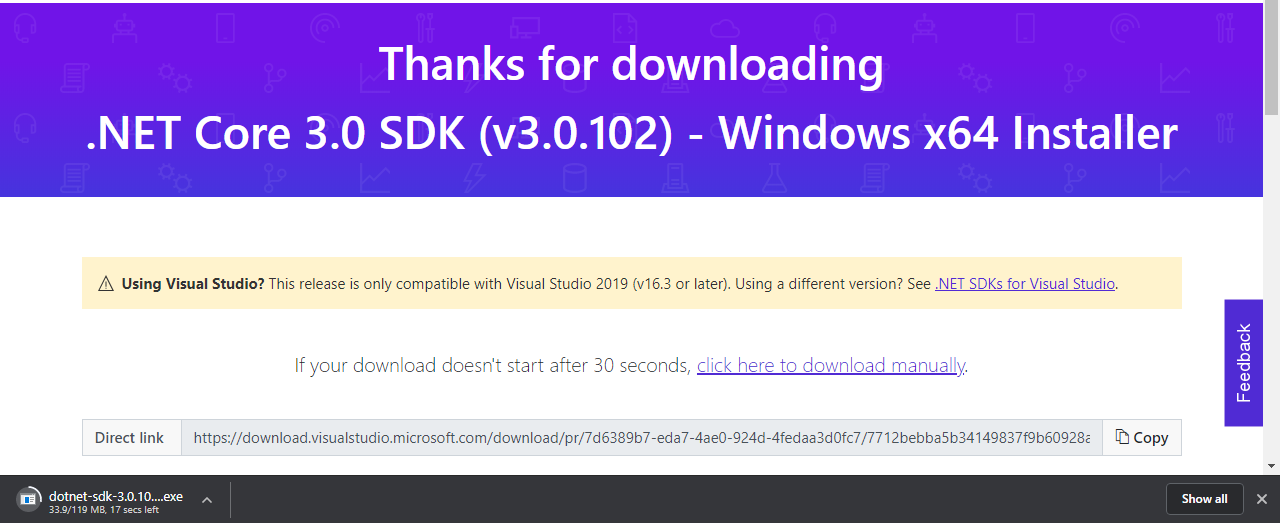 Thanks for downloading
.NET Core 3.0 SDK (v3.0.102) - Windows x64 Installer
Using Visual Studio? This release is only compatible with Visual Studio 2019 (v16.3 or later). Using a different version? See .NET SDKs for Visual Studio.
Feedback
If your download doesn't start after 30 seconds, click here to download manually.
Direct link https://download.visualstudio.microsoft.com/download/pr/7d6389b7-eda7-4ae0-924d-4fedaa3d0fc7/7712bebba5b34149837f9b60928a Copy
dotnet-sdk-3.0.10....exe
33.9/119 MB, 17 secs left
Show all